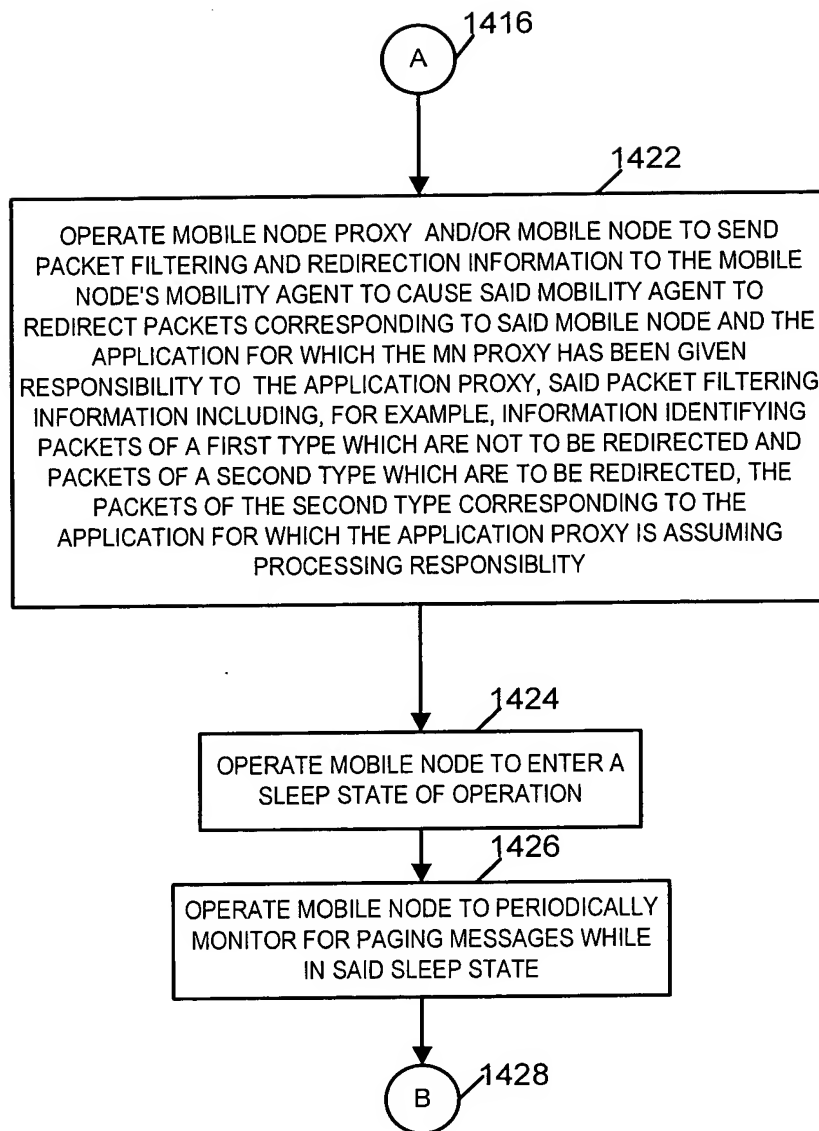 1416
A
1422
OPERATE MOBILE NODE PROXY AND/OR MOBILE NODE TO SEND
PACKET FILTERING AND REDIRECTION INFORMATION TO THE MOBILE
NODE'S MOBILITY AGENT TO CAUSE SAID MOBILITY AGENT TO
REDIRECT PACKETS CORRESPONDING TO SAID MOBILE NODE AND THE
APPLICATION FOR WHICH THE MN PROXY HAS BEEN GIVEN
RESPONSIBILITY TO THE APPLICATION PROXY, SAID PACKET FILTERING
INFORMATION INCLUDING, FOR EXAMPLE, INFORMATION IDENTIFYING
PACKETS OF A FIRST TYPE WHICH ARE NOT TO BE REDIRECTED AND
PACKETS OF A SECOND TYPE WHICH ARE TO BE REDIRECTED, THE
PACKETS OF THE SECOND TYPE CORRESPONDING TO THE
APPLICATION FOR WHICH THE APPLICATION PROXY IS ASSUMING
PROCESSING RESPONSIBLITY
1424
OPERATE MOBILE NODE TO ENTER A
SLEEP STATE OF OPERATION
1426
OPERATE MOBILE NODE TO PERIODICALLY
MONITOR FOR PAGING MESSAGES WHILE
IN SAID SLEEP STATE
B
1428